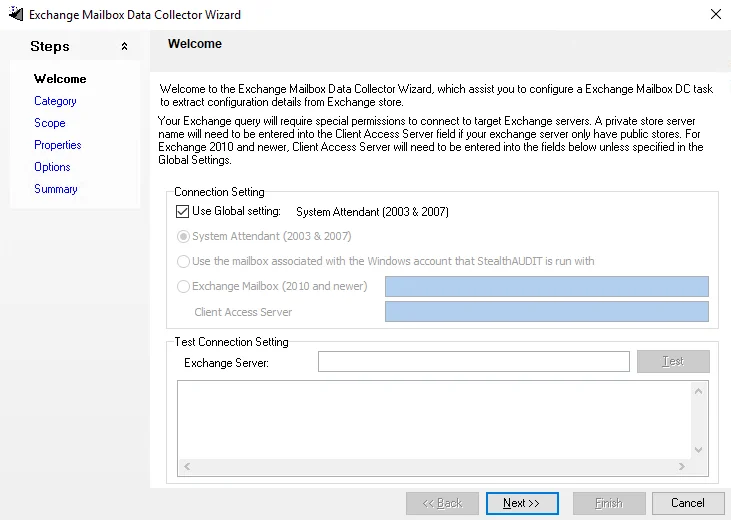 Exchange Mailbox Data Collector Wizard
Steps
Welcome
Category
Scope
Properties
Options
Summary
Welcome
Welcome to the Exchange Mailbox Data Collector Wizard, which assist you to configure a Exchange Mailbox DC task
to extract configuration details from Exchange store.
Your Exchange query will require special permissions to connect to target Exchange servers. A private store server
name will need to be entered into the Client Access Server field if your exchange server only have public stores. For
Exchange 2010 and newer, Client Access Server will need to be entered into the fields below unless specified in the
Global Settings.
Connection Setting
Use Global setting: System Attendant (2003 & 2007)
System Attendant (2003 & 2007)
Use the mailbox associated with the Windows account that StealthAUDIT is run with
Exchange Mailbox (2010 and newer)
Client Access Server
Test Connection Setting
Exchange Server: Test
<< Back Next >> Finish Cancel